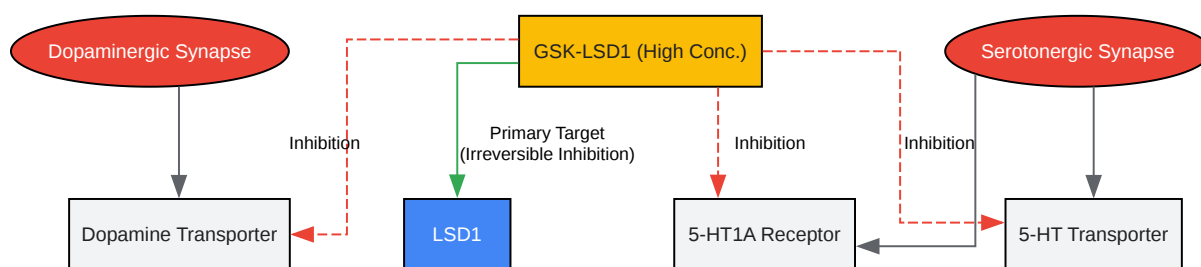 Dopaminergic Synapse
GSK-LSD1 (High Conc.)
Serotonergic Synapse
Inhibition
Primary Target
(Irreversible Inhibition)
Inhibition
Inhibition
Dopamine Transporter
LSD1
5-HT1A Receptor
5-HT Transporter